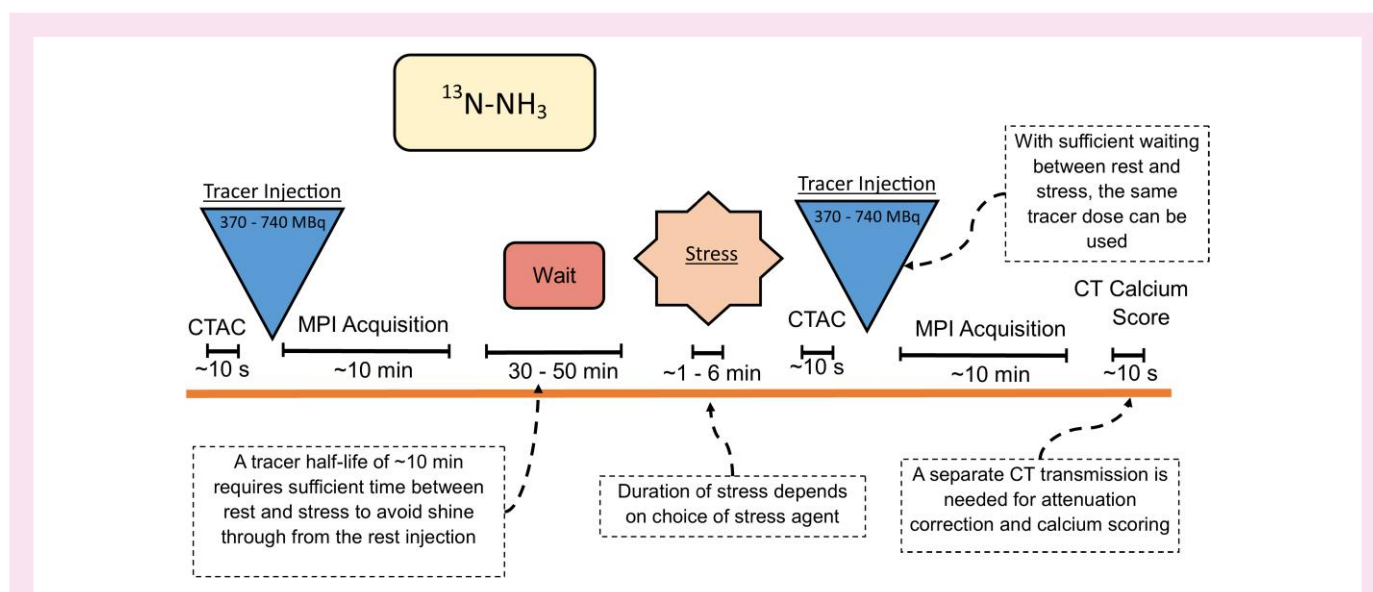 ¹³N-NH₃
Tracer Injection
370 - 740 MBq
CTAC
~10 s
MPI Acquisition
~10 min
Wait
30 - 50 min
Stress
~1 - 6 min
Tracer Injection
370 - 740 MBq
CTAC
~10 s
MPI Acquisition
~10 min
With sufficient waiting
between rest and
stress, the same
tracer dose can be
used
CT Calcium
Score
~10 s
A tracer half-life of ~10 min
requires sufficient time between
rest and stress to avoid shine
through from the rest injection
Duration of stress depends
on choice of stress agent
A separate CT transmission is
needed for attenuation
correction and calcium scoring